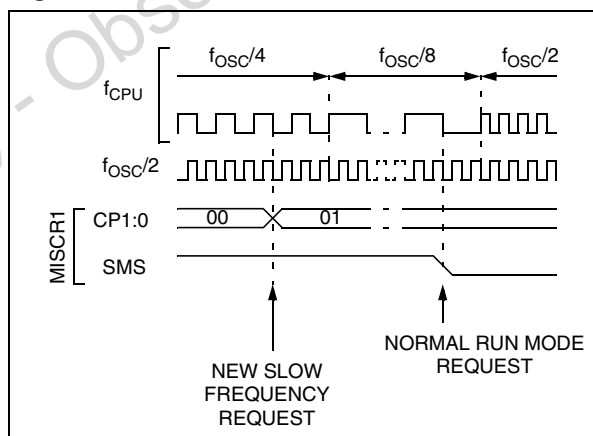 - Obso
fOSC/4 fOSC/8 fOSC/2
fCPU
fOSC/2
MISCR1
CP1:0 00 01
SMS
NEW SLOW
FREQUENCY
REQUEST
NORMAL RUN MODE
REQUEST